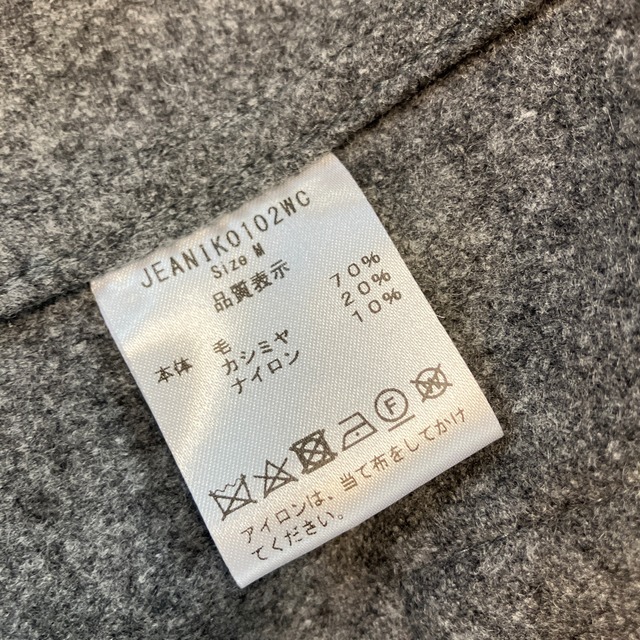 JEANIK0102WC
Size M
品質表示
本体 毛 70%
カシミヤ 20%
ナイロン 10%
F
W
アイロンは、当て布をしてかけ
てください。